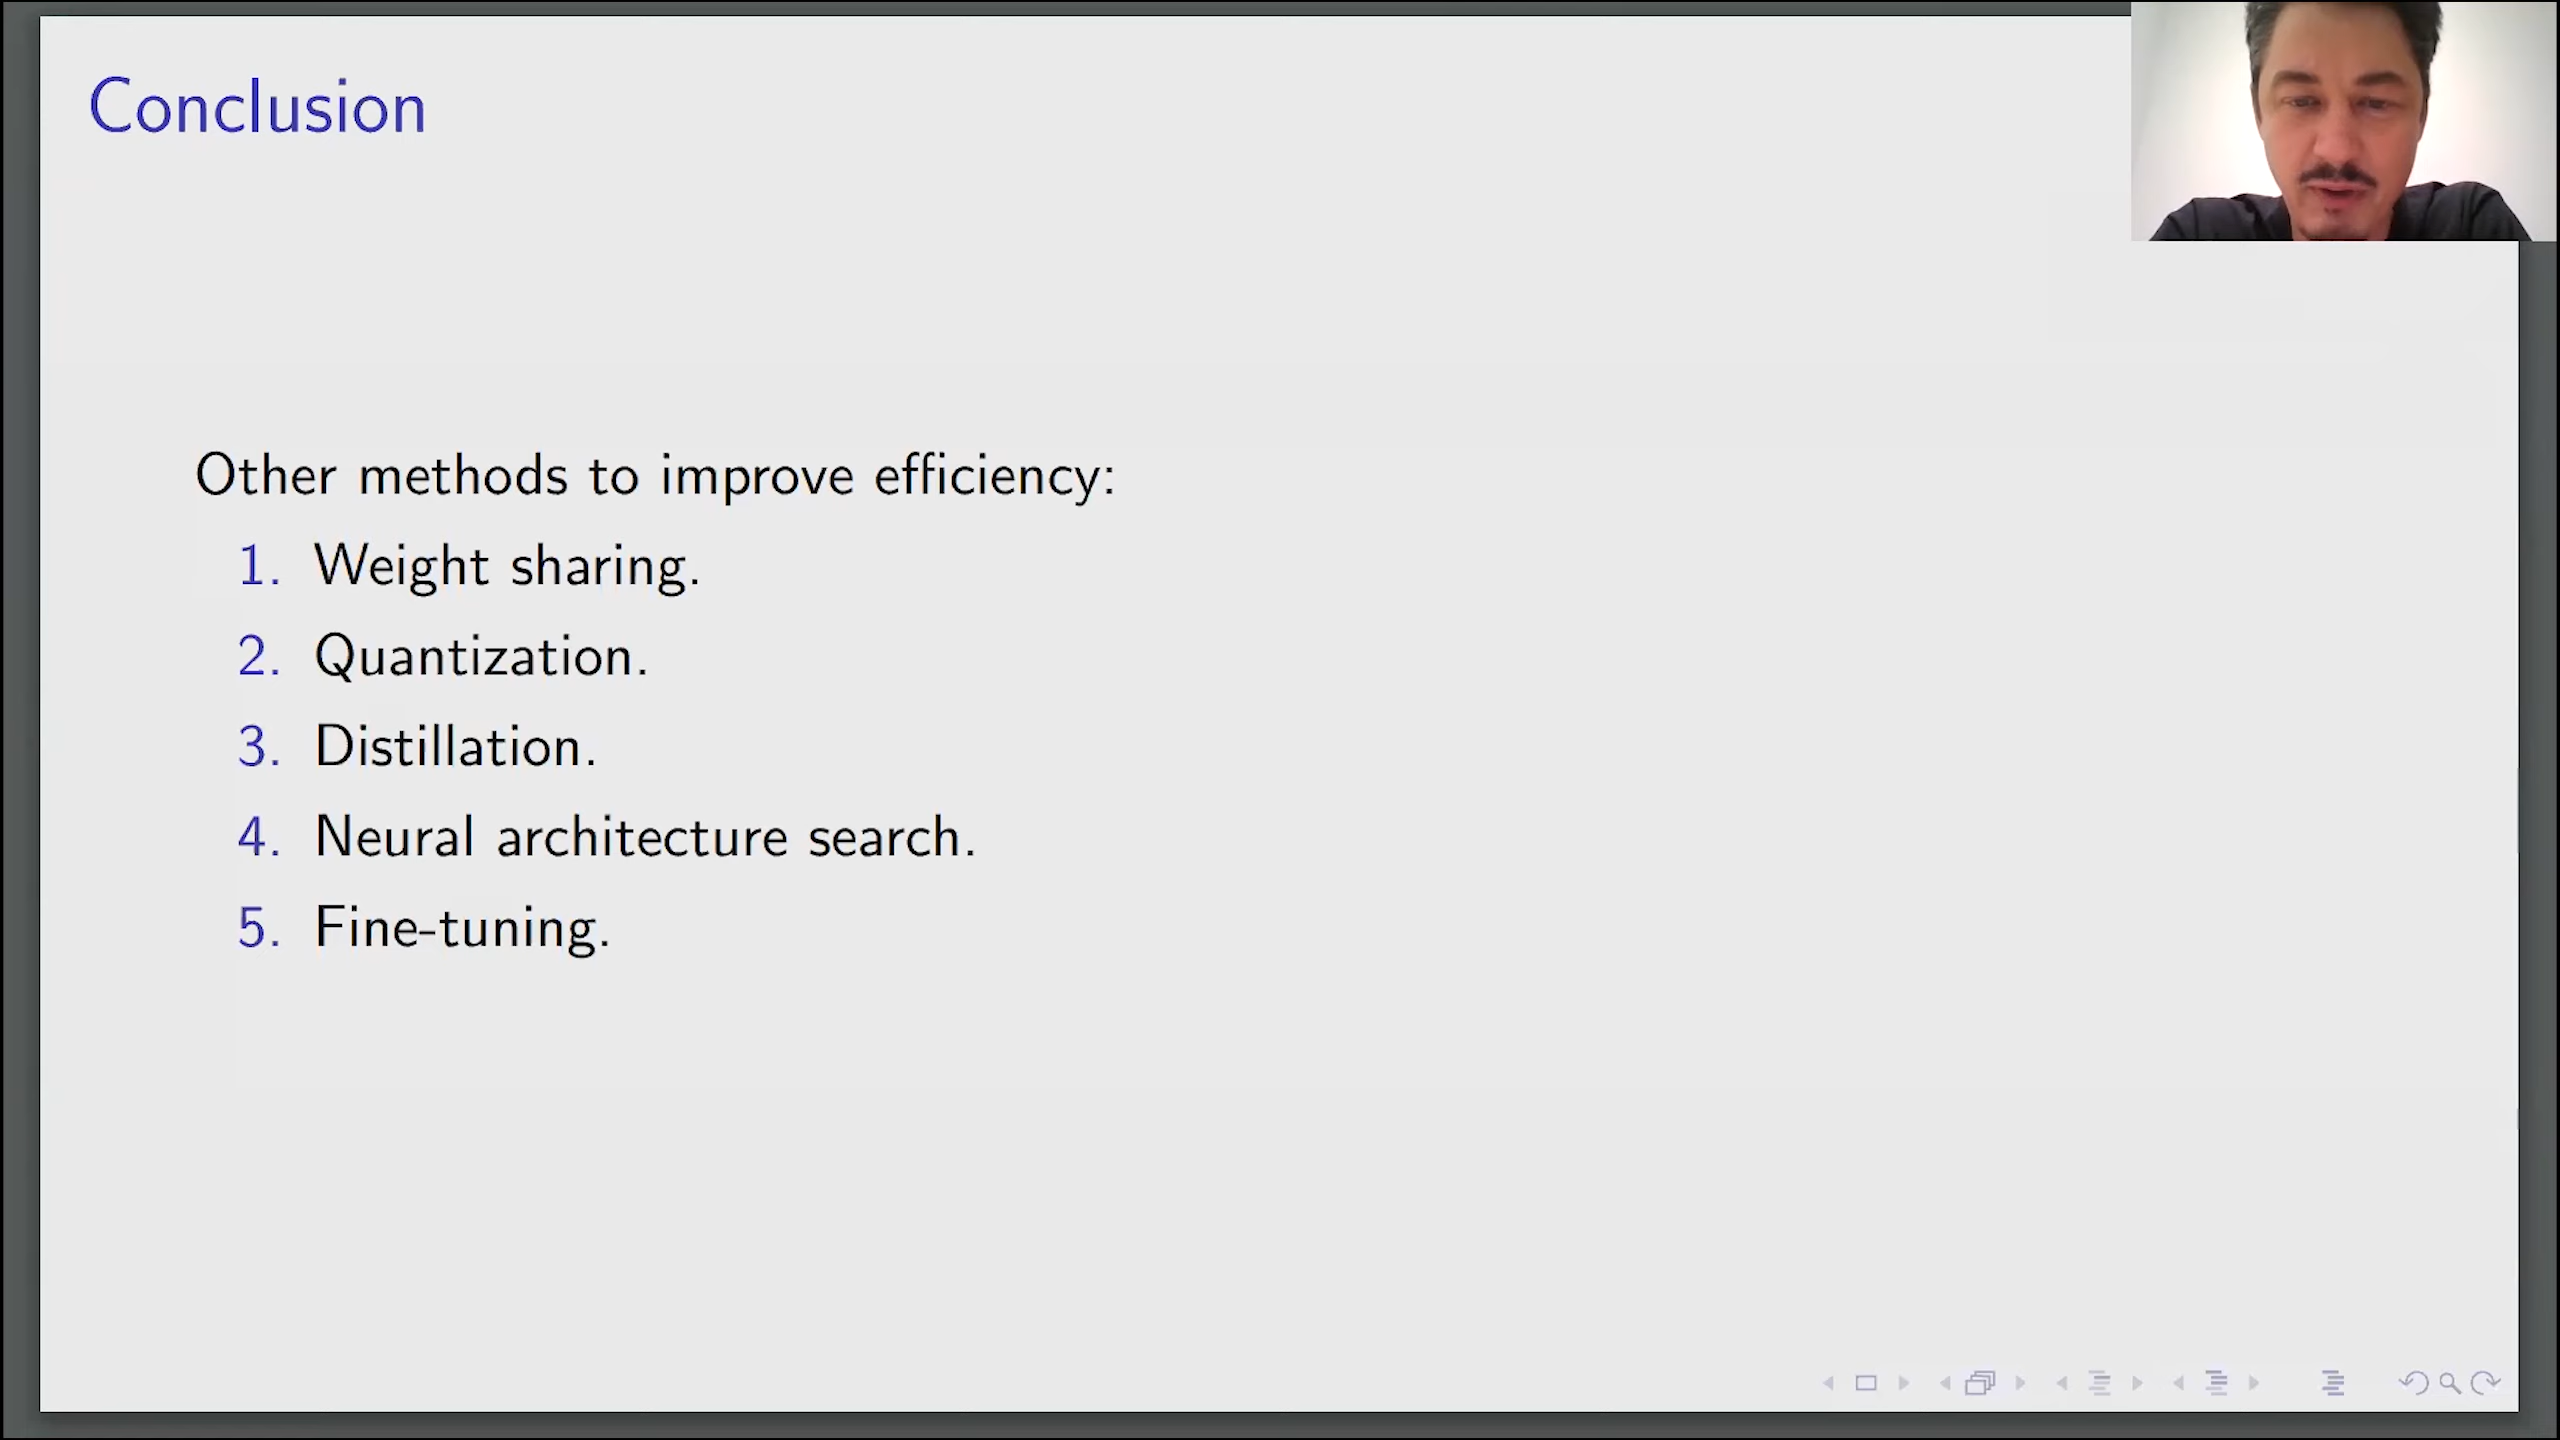 Conclusion
Other methods to improve efficiency:
1. Weight sharing.
2. Quantization.
3. Distillation.
4. Neural architecture search.
5. Fine-tuning.